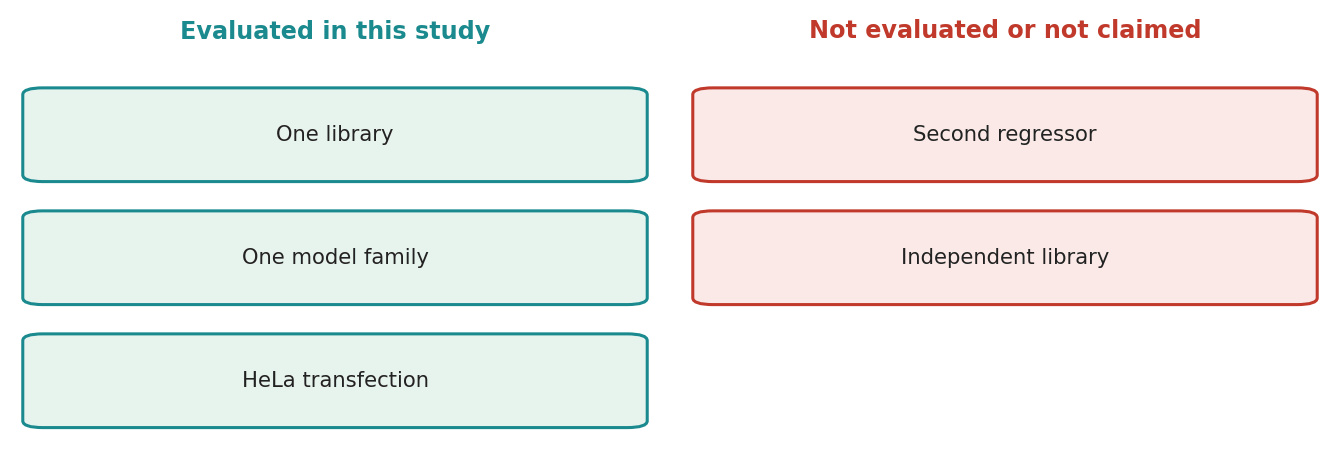 Evaluated in this study
One library
One model family
HeLa transfection
Not evaluated or not claimed
Second regressor
Independent library